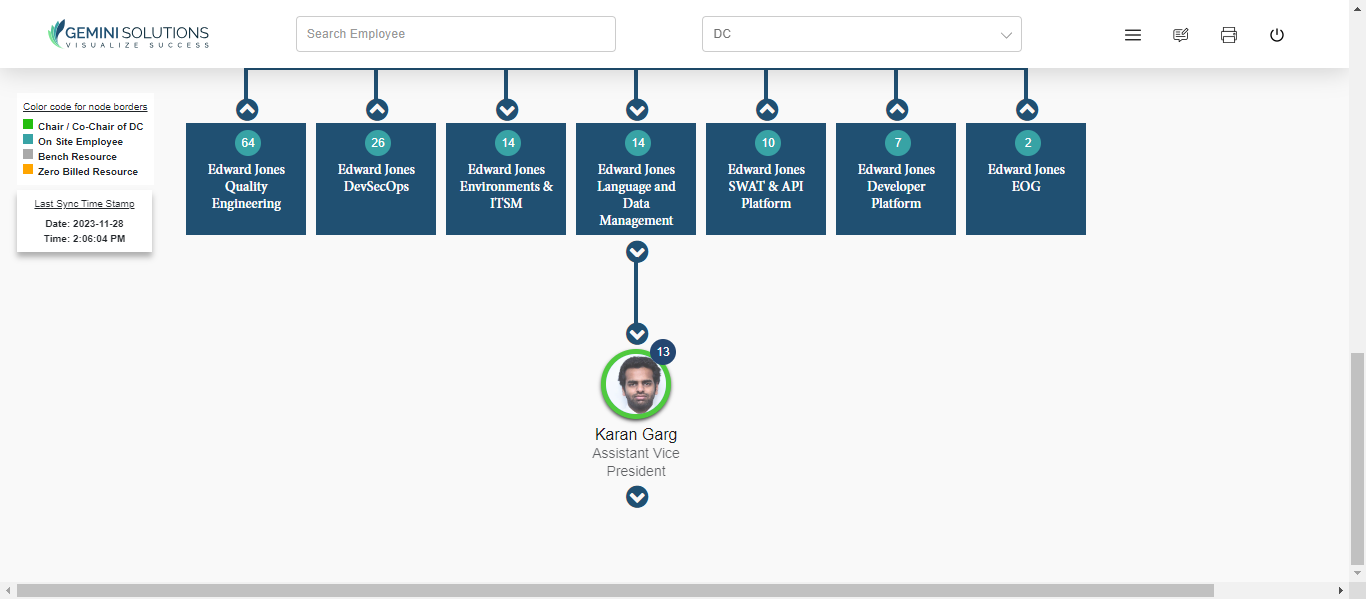 GEMINI SOLUTIONS
VISUALIZE SUCCESS
Search Employee
DC
Color code for node borders
Chair / Co-Chair of DC
On Site Employee
Bench Resource
Zero Billed Resource
Last Sync Time Stamp
Date: 2023-11-28
Time: 2:06:04 PM
64
Edward Jones
Quality
Engineering
26
Edward Jones
DevSecOps
14
Edward Jones
Environments &
ITSM
14
Edward Jones
Language and
Data
Management
10
Edward Jones
SWAT & API
Platform
7
Edward Jones
Developer
Platform
2
Edward Jones
EOG
13
Karan Garg
Assistant Vice
President